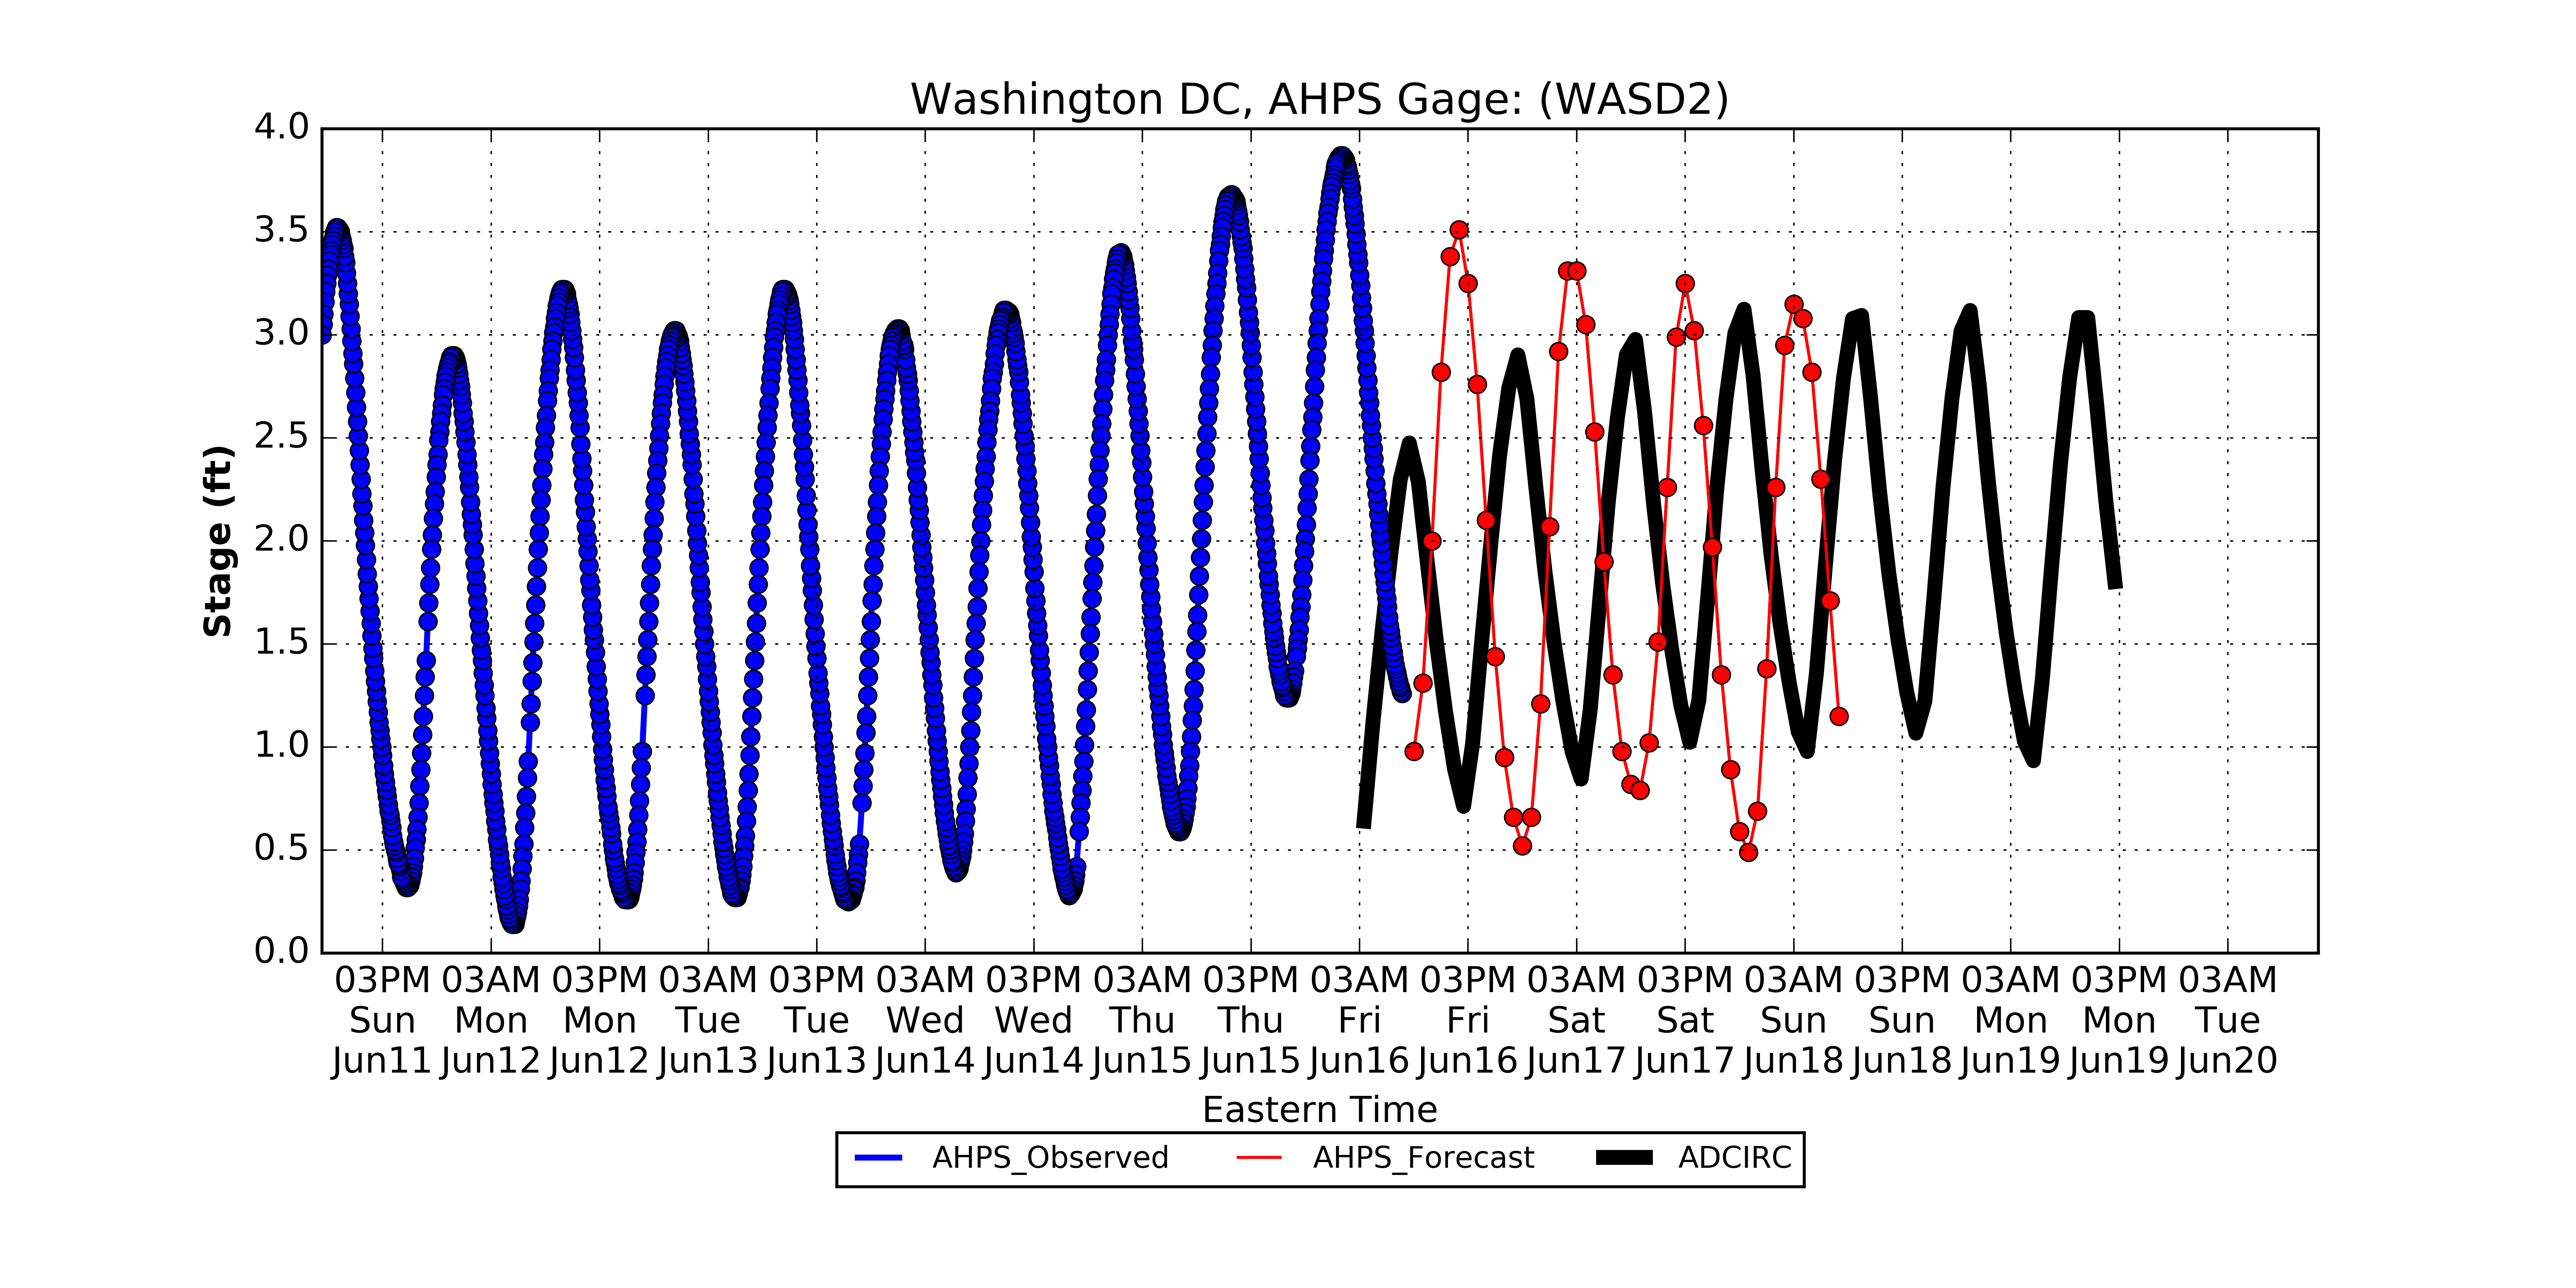 Washington DC, AHPS Gage: (WASD2)
4.0
3.5
3.0
2.5
2.0
1.5
1.0
0.5
0.0
Stage (ft)
03PM 03AM 03PM 03AM 03PM 03AM 03PM 03AM 03PM 03AM 03PM 03AM 03PM 03AM 03PM 03AM 03PM 03AM
Sun Mon Mon Tue Tue Wed Wed Thu Thu Fri Fri Sat Sat Sun Sun Mon Mon Tue
Jun11 Jun12 Jun12 Jun13 Jun13 Jun14 Jun14 Jun15 Jun15 Jun16 Jun16 Jun17 Jun17 Jun18 Jun18 Jun19 Jun19 Jun20
Eastern Time
AHPS_Observed AHPS_Forecast ADCIRC